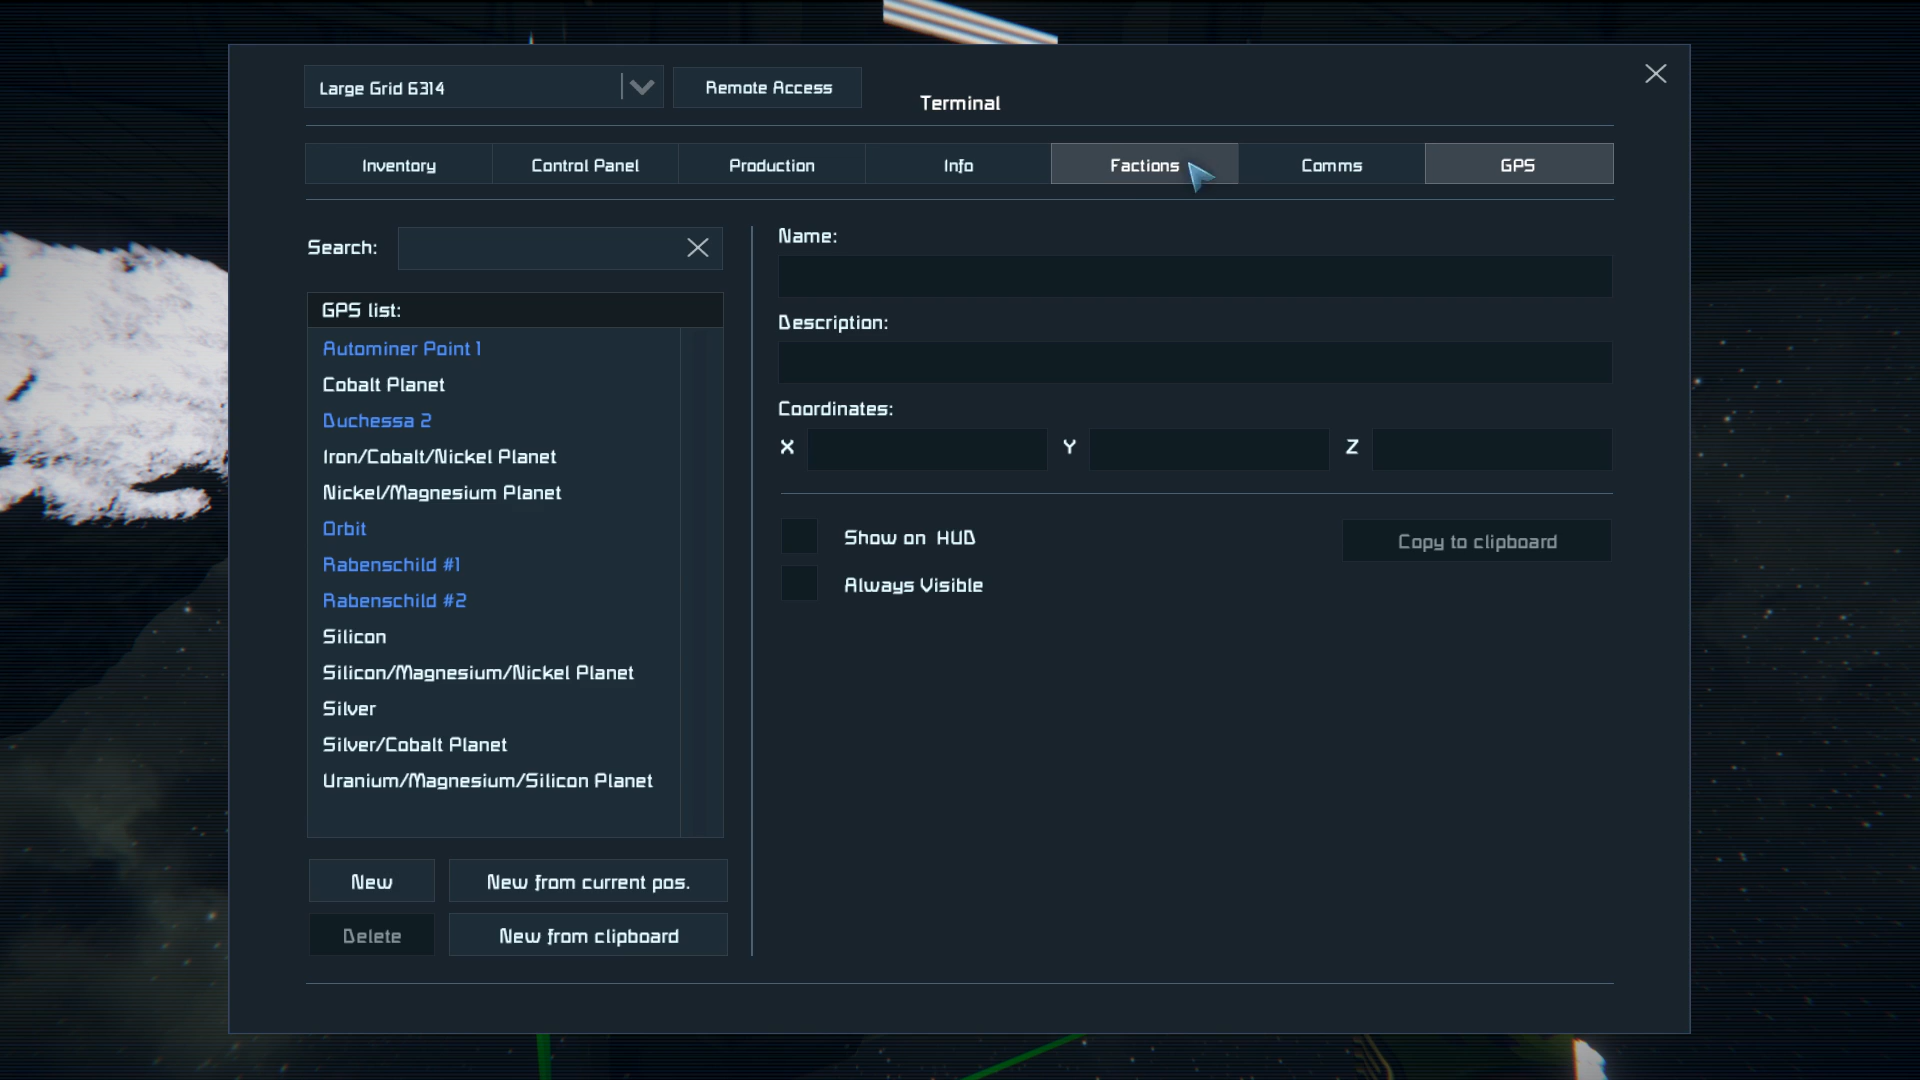 Large Grid 6314
Remote Access
Terminal
Inventory
Control Panel
Production
Info
Factions
Comms
GPS
Search:
GPS list:
Autominer Point 1
Cobalt Planet
Duchessa 2
Iron/Cobalt/Nickel Planet
Nickel/Magnesium Planet
Orbit
Rabenschild #1
Rabenschild #2
Silicon
Silicon/Magnesium/Nickel Planet
Silver
Silver/Cobalt Planet
Uranium/Magnesium/Silicon Planet
New
New from current pos.
Delete
New from clipboard
Name:
Description:
Coordinates:
X
Y
Z
Show on HUD
Copy to clipboard
Always Visible